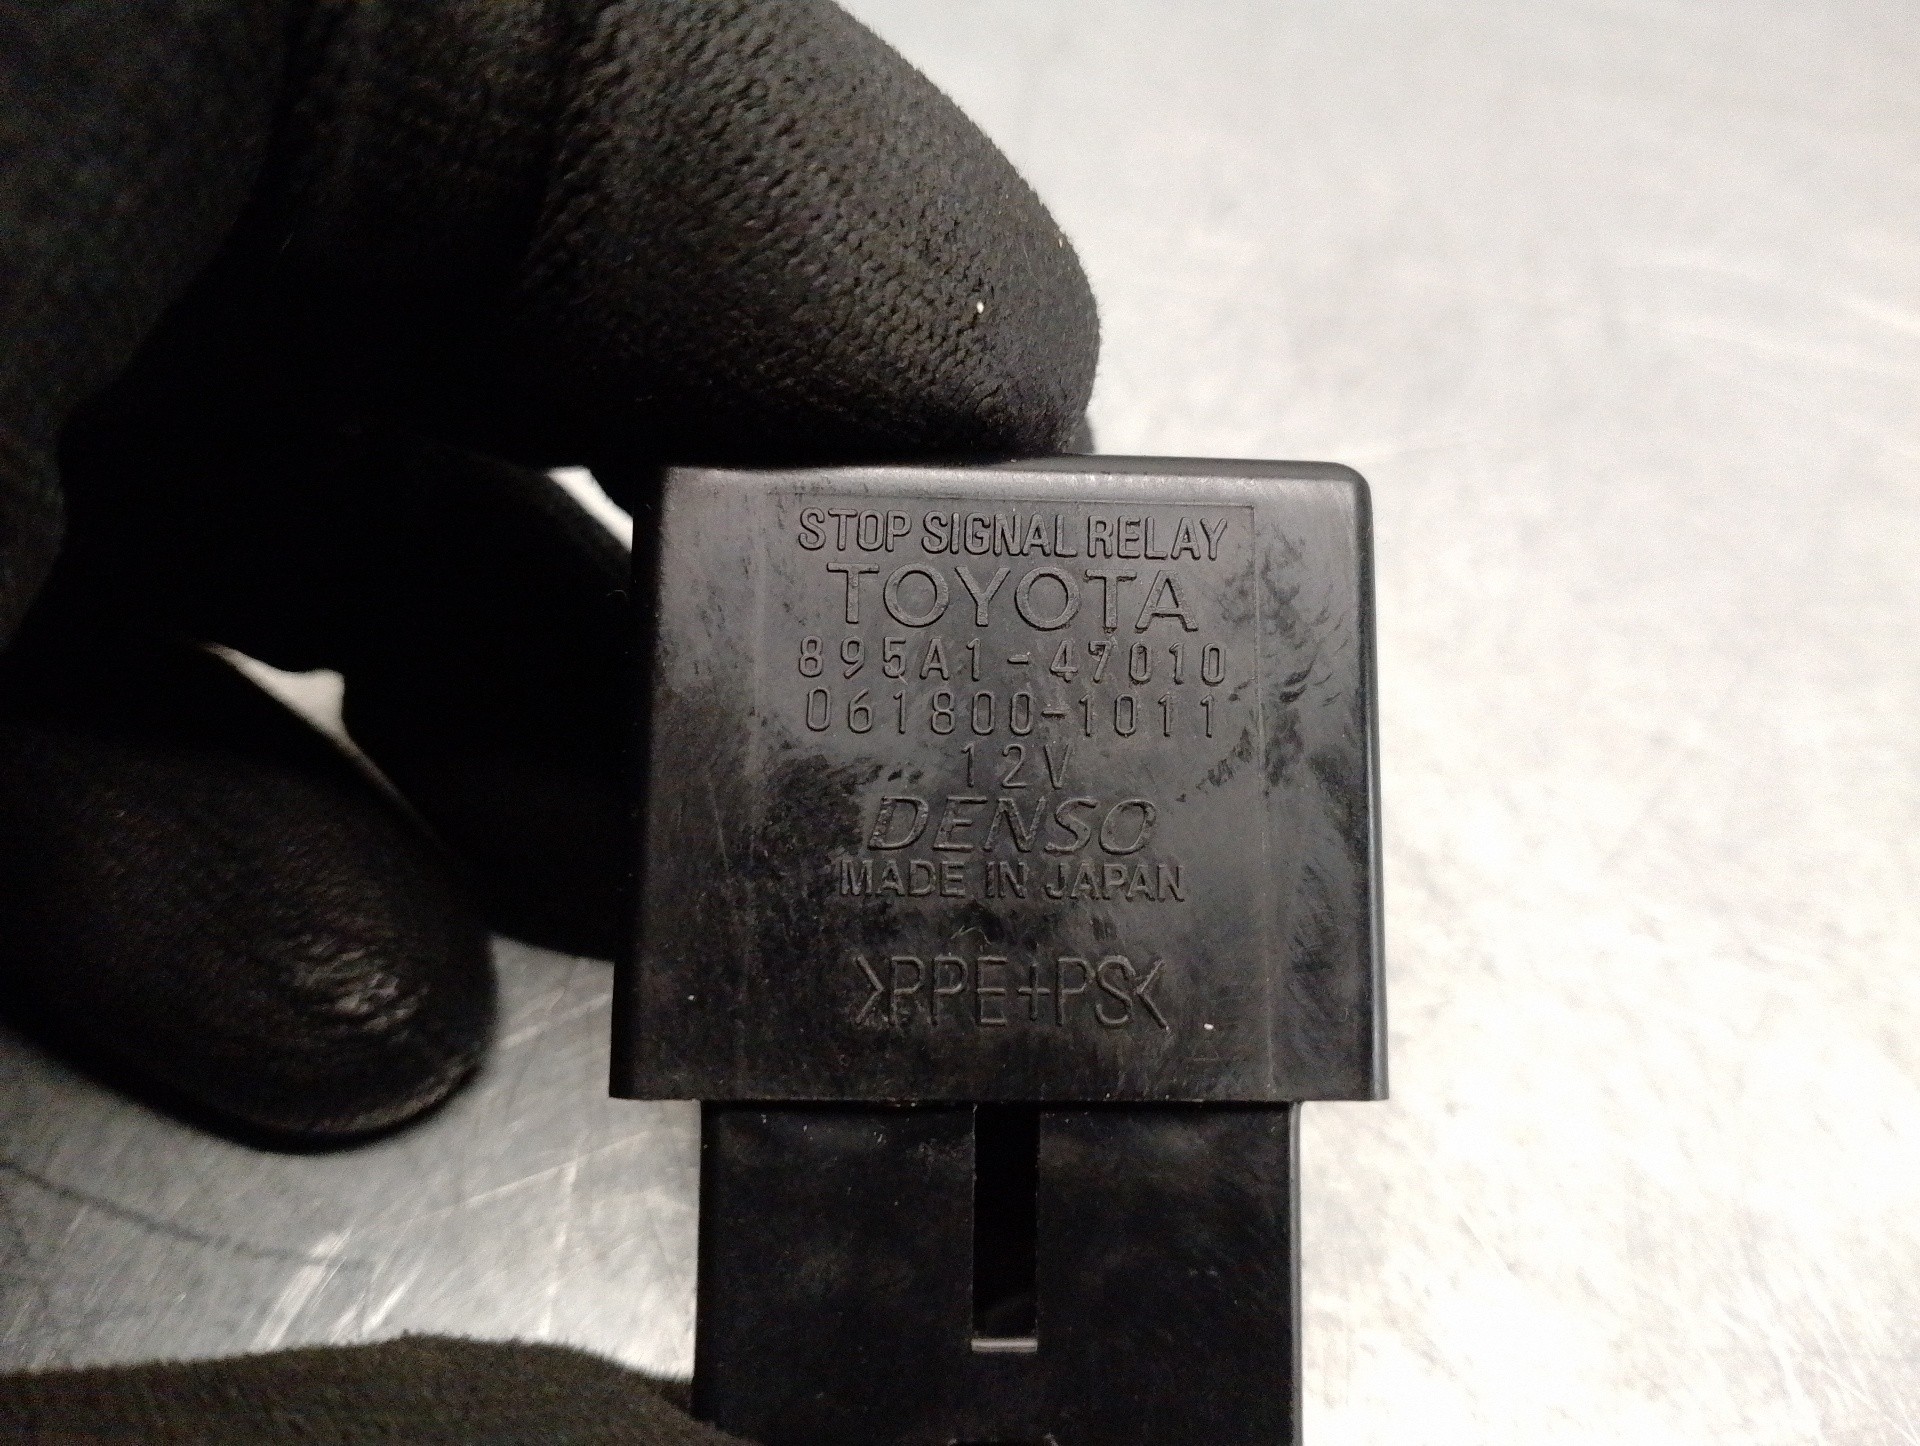 STOP SIGNAL RELAY
TOYOTA
895A1-47010
061800-1011
12V
DENSO
MADE IN JAPAN
>PPE+PS<